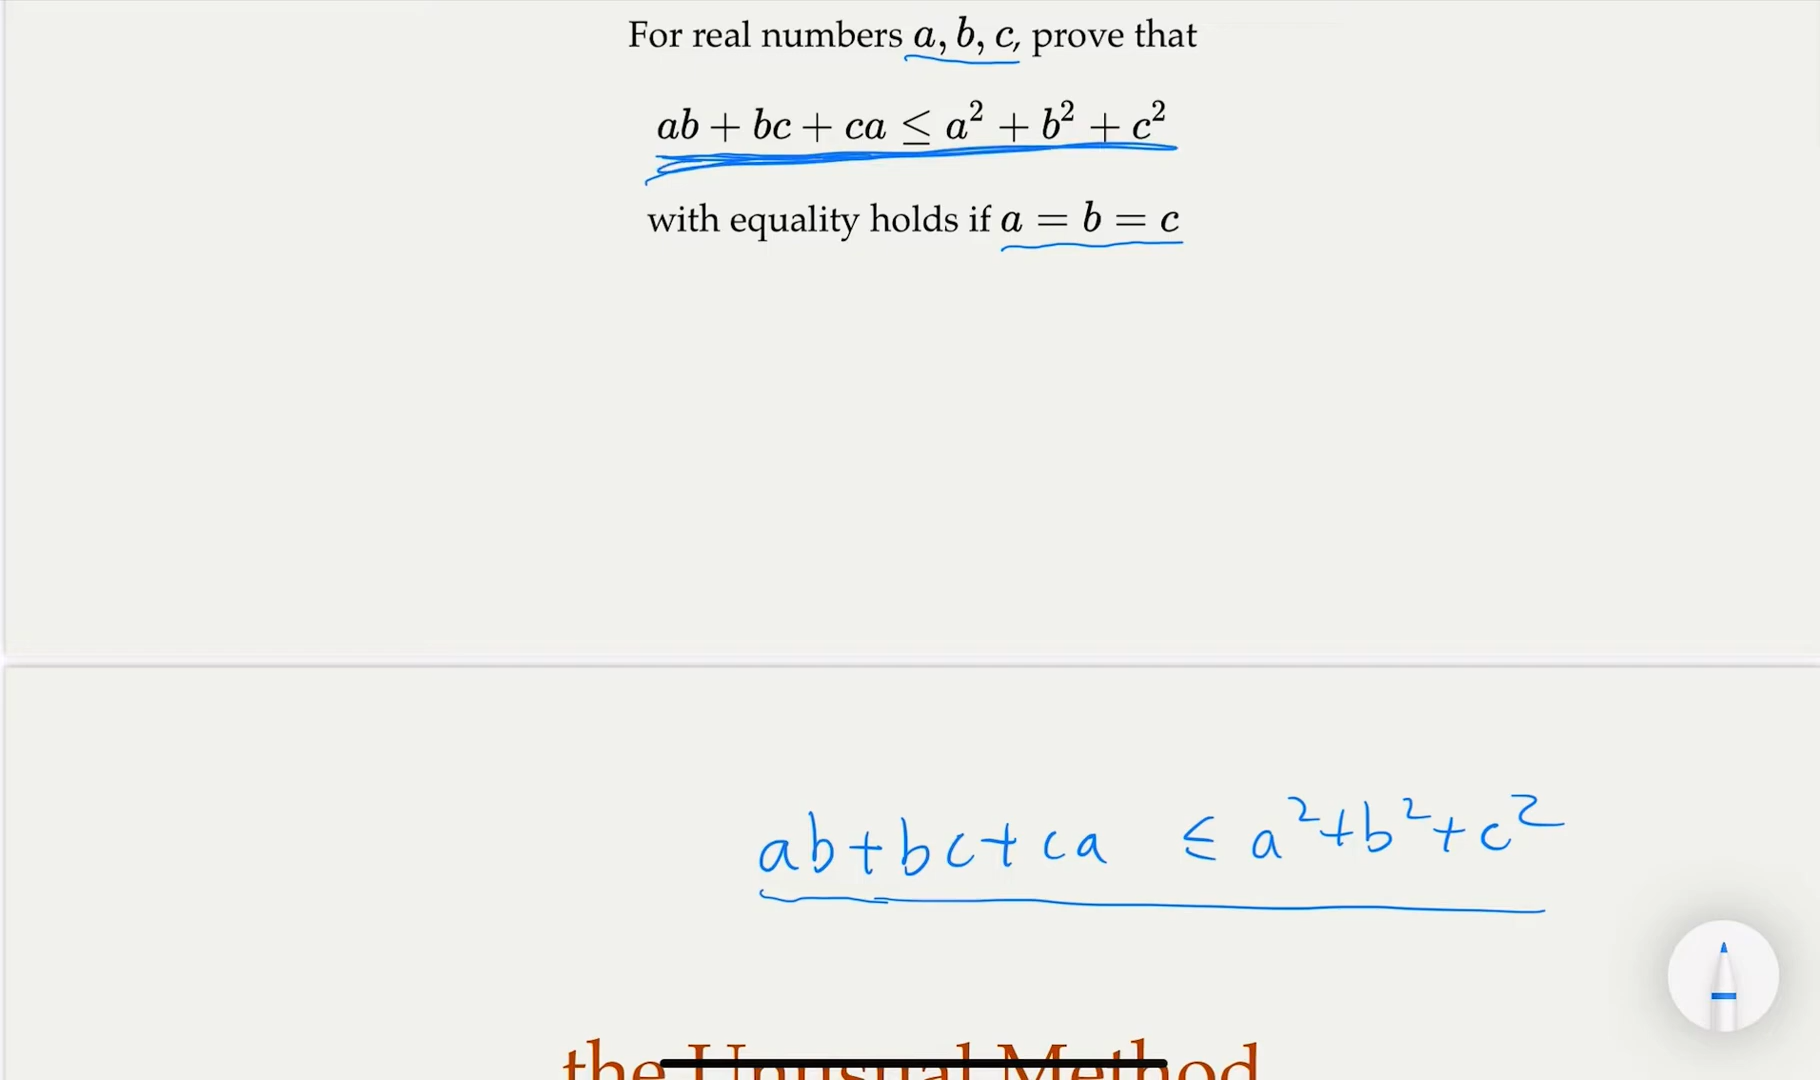 For real numbers a, b, c, prove that
ab + bc + ca ≤ a² + b² + c²
with equality holds if a = b = c
ab+bc+ca ≤ a²+b²+c²
the Unusual Method